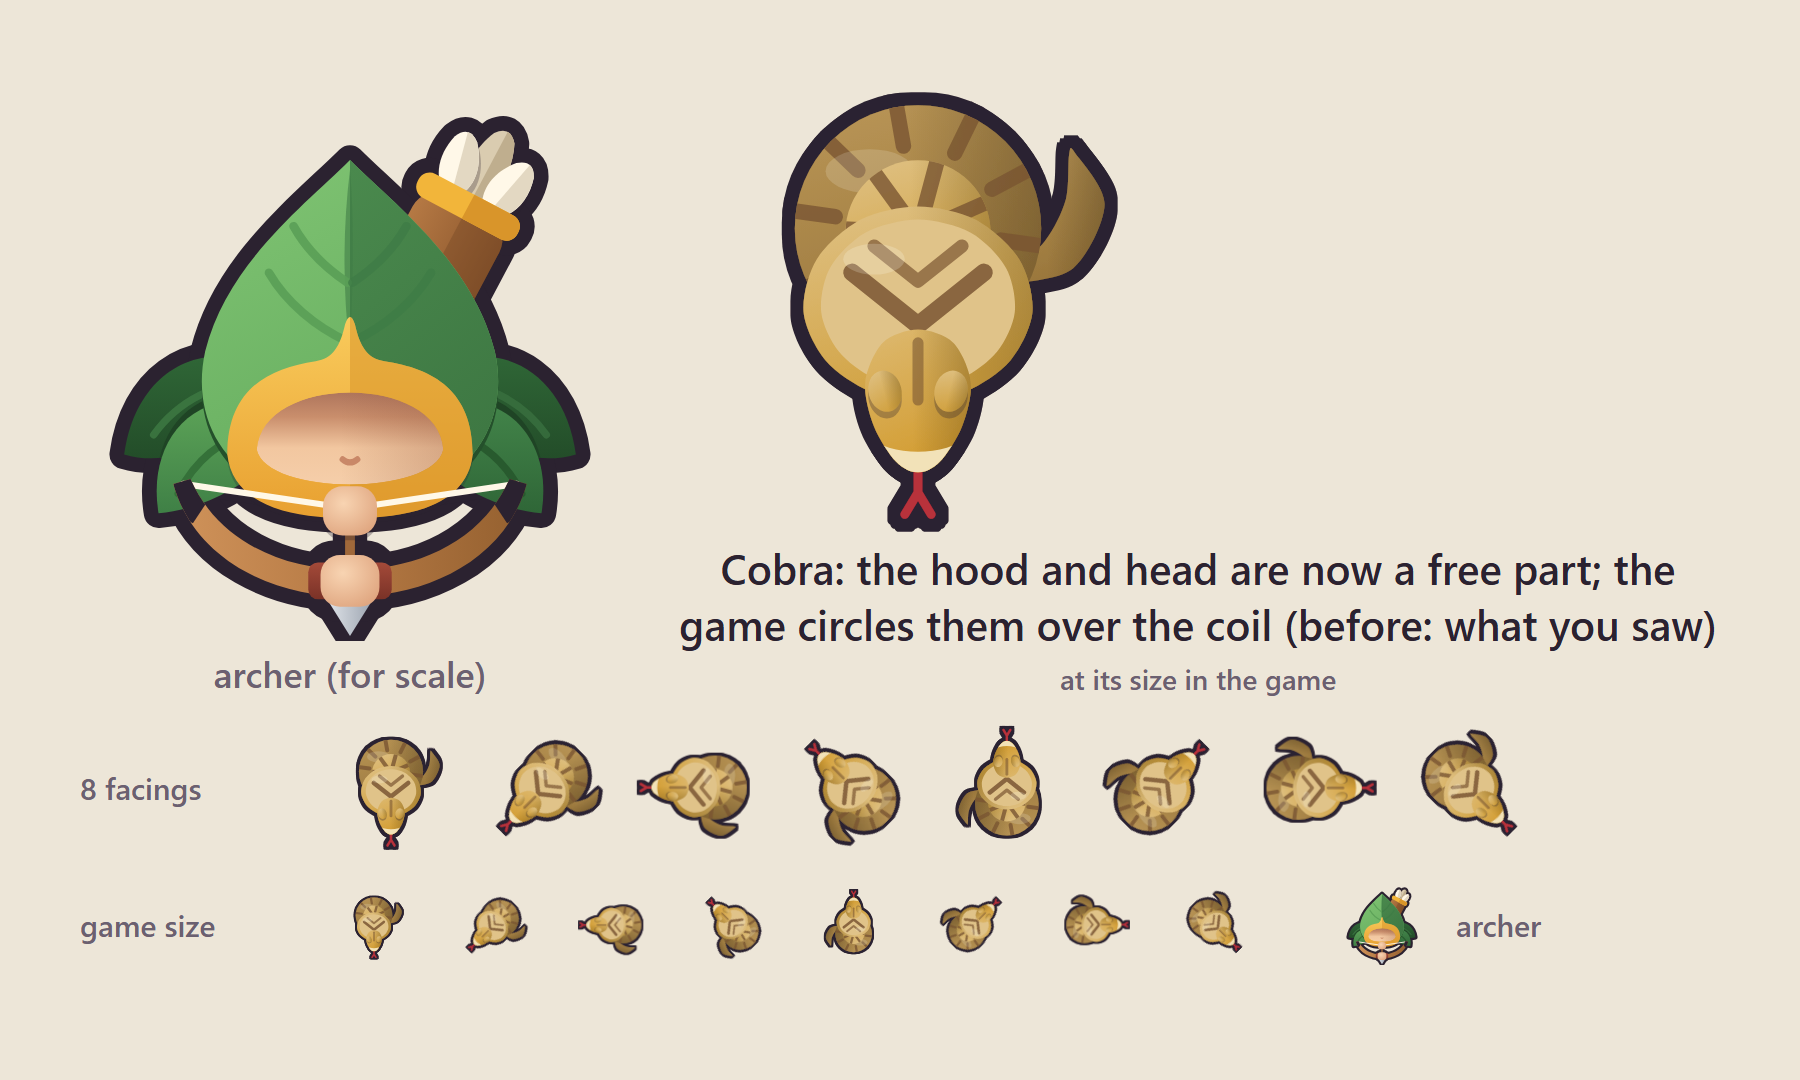 Cobra: the hood and head are now a free part; the
game circles them over the coil (before: what you saw)
archer (for scale)
at its size in the game
8 facings
game size
archer